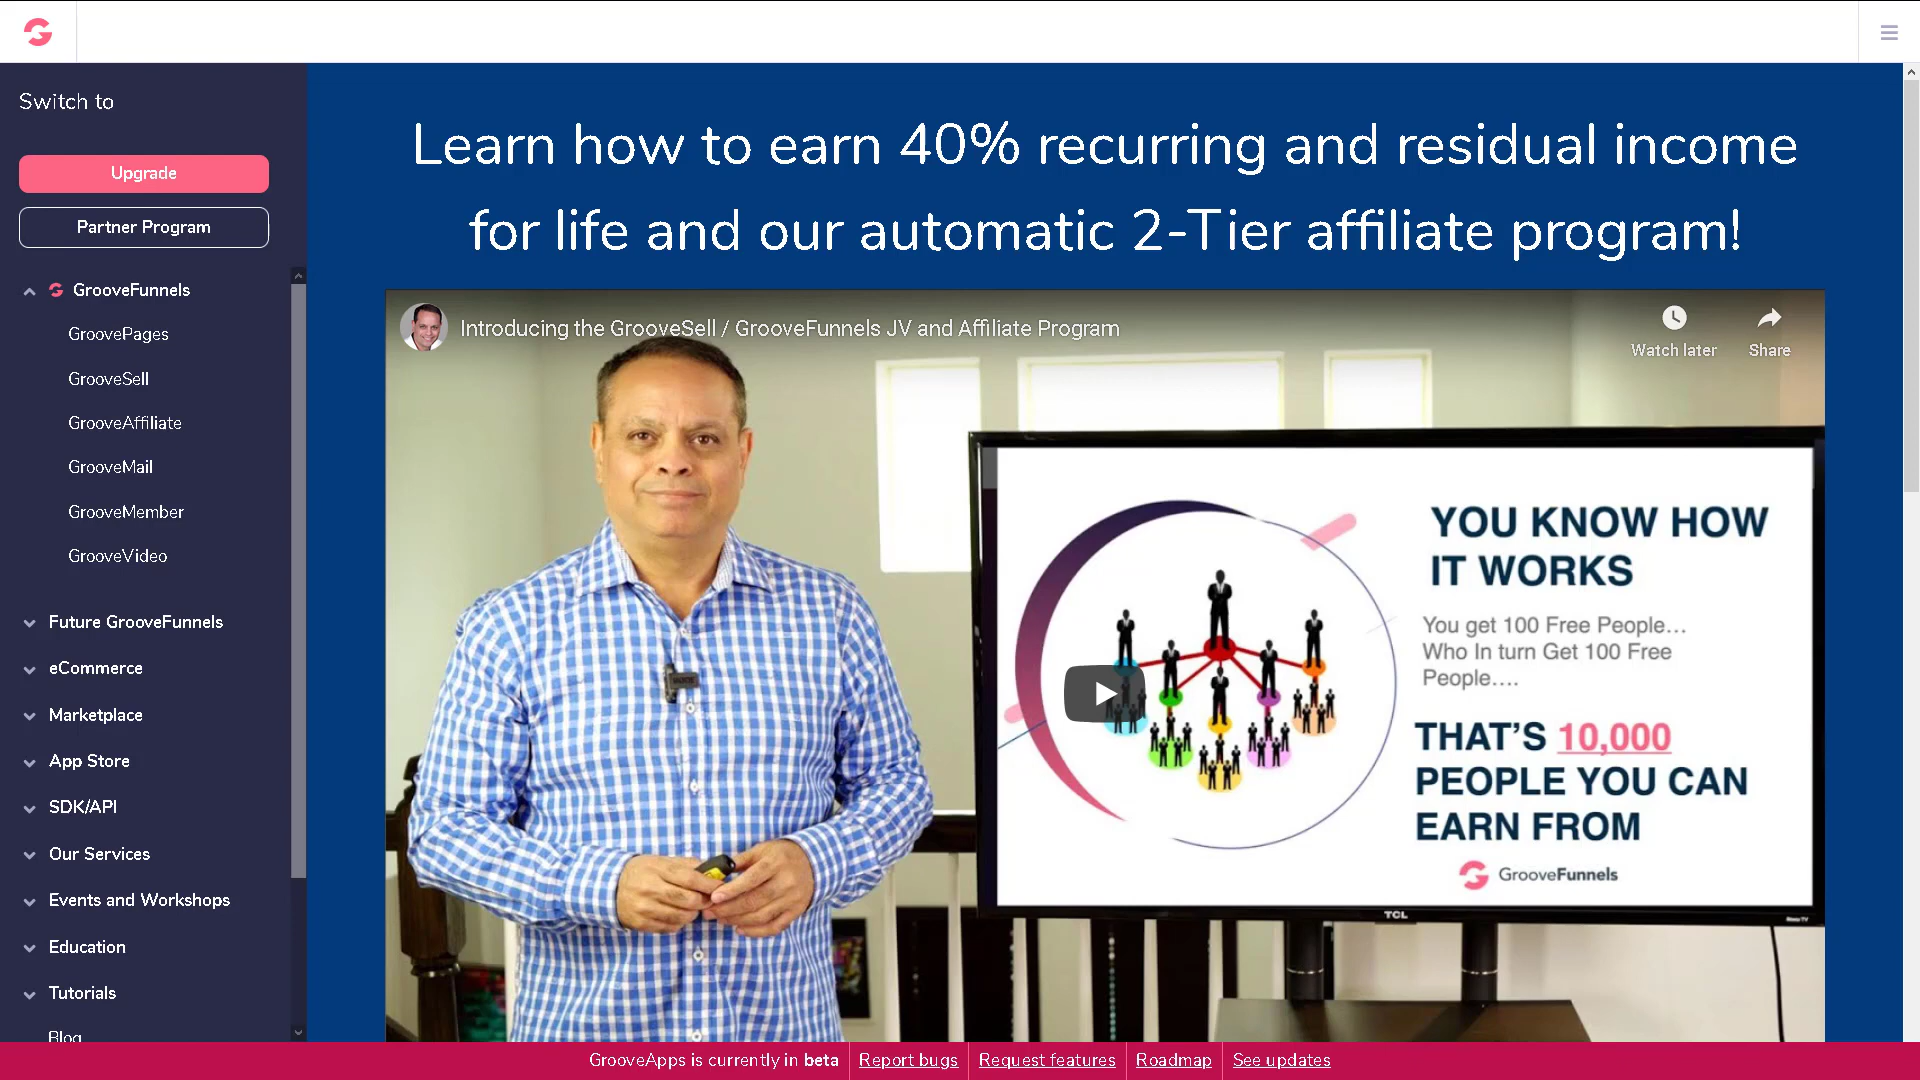 Switch to
Upgrade
Partner Program
GrooveFunnels
GroovePages
GrooveSell
GrooveAffiliate
GrooveMail
GrooveMember
GrooveVideo
Future GrooveFunnels
eCommerce
Marketplace
App Store
SDK/API
Our Services
Events and Workshops
Education
Tutorials
Blog
Learn how to earn 40% recurring and residual income
for life and our automatic 2-Tier affiliate program!
Introducing the GrooveSell / GrooveFunnels JV and Affiliate Program
Watch later
Share
YOU KNOW HOW
IT WORKS
You get 100 Free People...
Who In turn Get 100 Free
People....
THAT'S 10,000
PEOPLE YOU CAN
EARN FROM
GrooveFunnels
TCL
GrooveApps is currently in beta
Report bugs
Request features
Roadmap
See updates